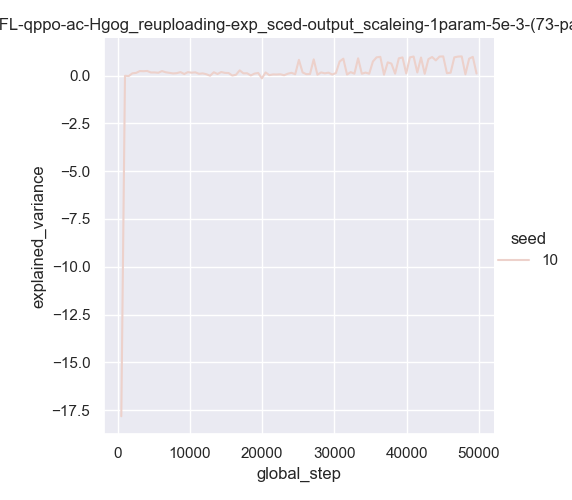 FL-qppo-ac-Hgog_reuploading-exp_sced-output_scaleing-1param-5e-3-(73-pa
0.0
−2.5
−5.0
−7.5
−10.0
−12.5
−15.0
−17.5
explained_variance
0 10000 20000 30000 40000 50000
global_step
seed
10